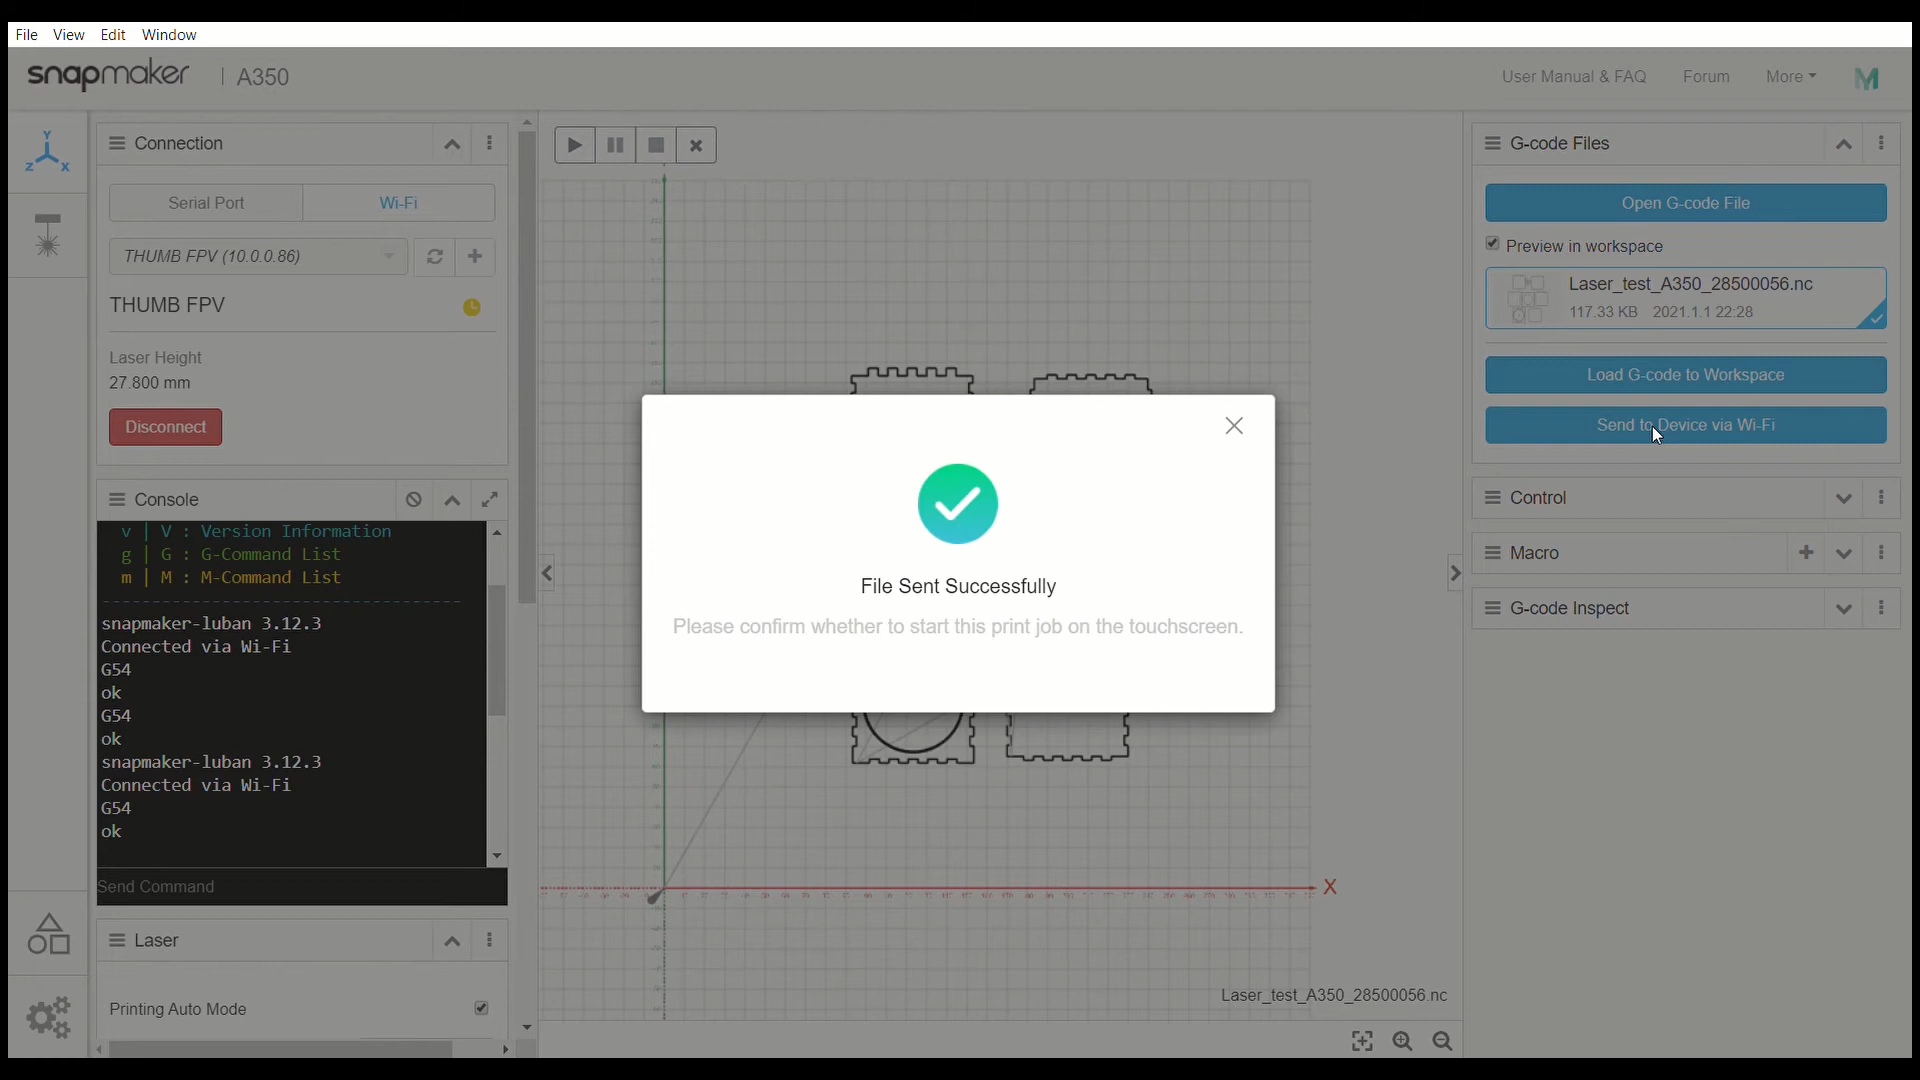 File View Edit Window
snapmaker | A350
User Manual & FAQ Forum More
Connection
Serial Port Wi-Fi
THUMB FPV (10.0.0.86)
THUMB FPV
Laser Height
27.800 mm
Disconnect
Console
v | V : Version Information
g | G : G-Command List
m | M : M-Command List
------------------------------------
snapmaker-luban 3.12.3
Connected via Wi-Fi
G54
ok
G54
ok
snapmaker-luban 3.12.3
Connected via Wi-Fi
G54
ok
Send Command
Laser
Printing Auto Mode
File Sent Successfully
Please confirm whether to start this print job on the touchscreen.
X
Laser_test_A350_28500056.nc
G-code Files
Open G-code File
Preview in workspace
Laser_test_A350_28500056.nc
117.33 KB 2021.1.1 22:28
Load G-code to Workspace
Send to Device via Wi-Fi
Control
Macro
G-code Inspect
Y
Z X